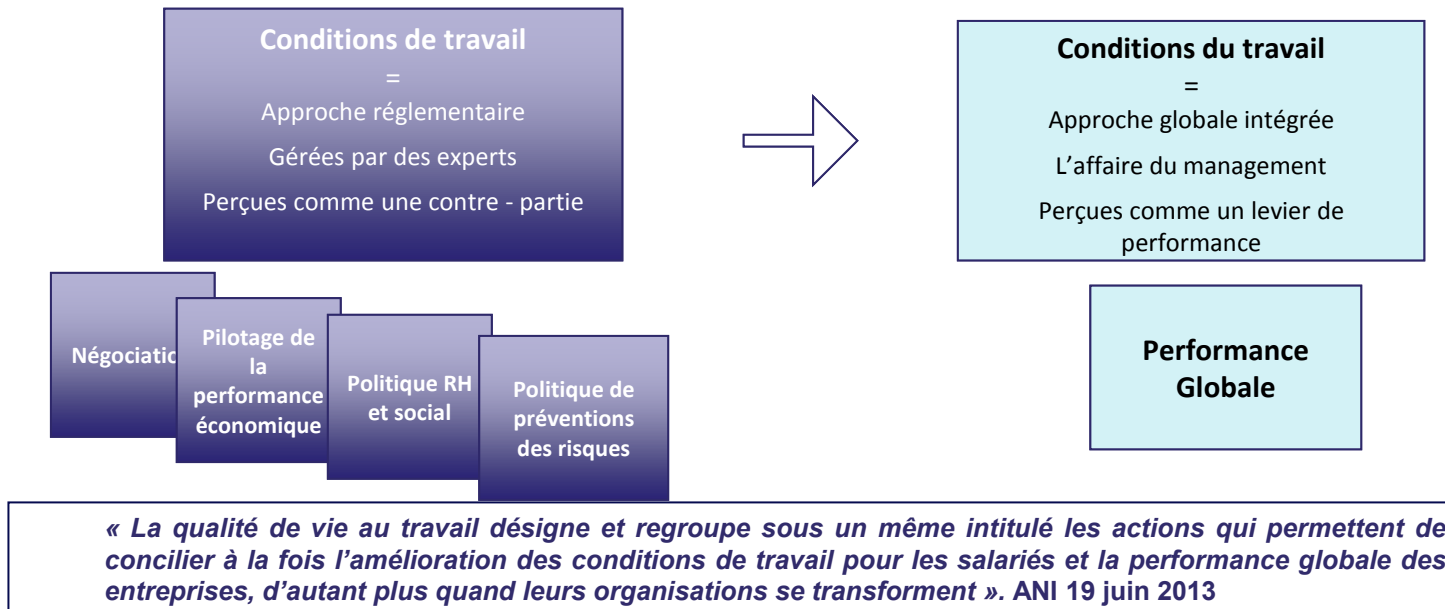 Conditions de travail
=
Approche réglementaire
Gérées par des experts
Perçues comme une contre - partie
Conditions du travail
=
Approche globale intégrée
L’affaire du management
Perçues comme un levier de
performance
Négociatio
Pilotage de
la
performance
économique
Politique RH
et social
Politique de
préventions
des risques
Performance
Globale
« La qualité de vie au travail désigne et regroupe sous un même intitulé les actions qui permettent de
concilier à la fois l’amélioration des conditions de travail pour les salariés et la performance globale des
entreprises, d’autant plus quand leurs organisations se transforment ». ANI 19 juin 2013